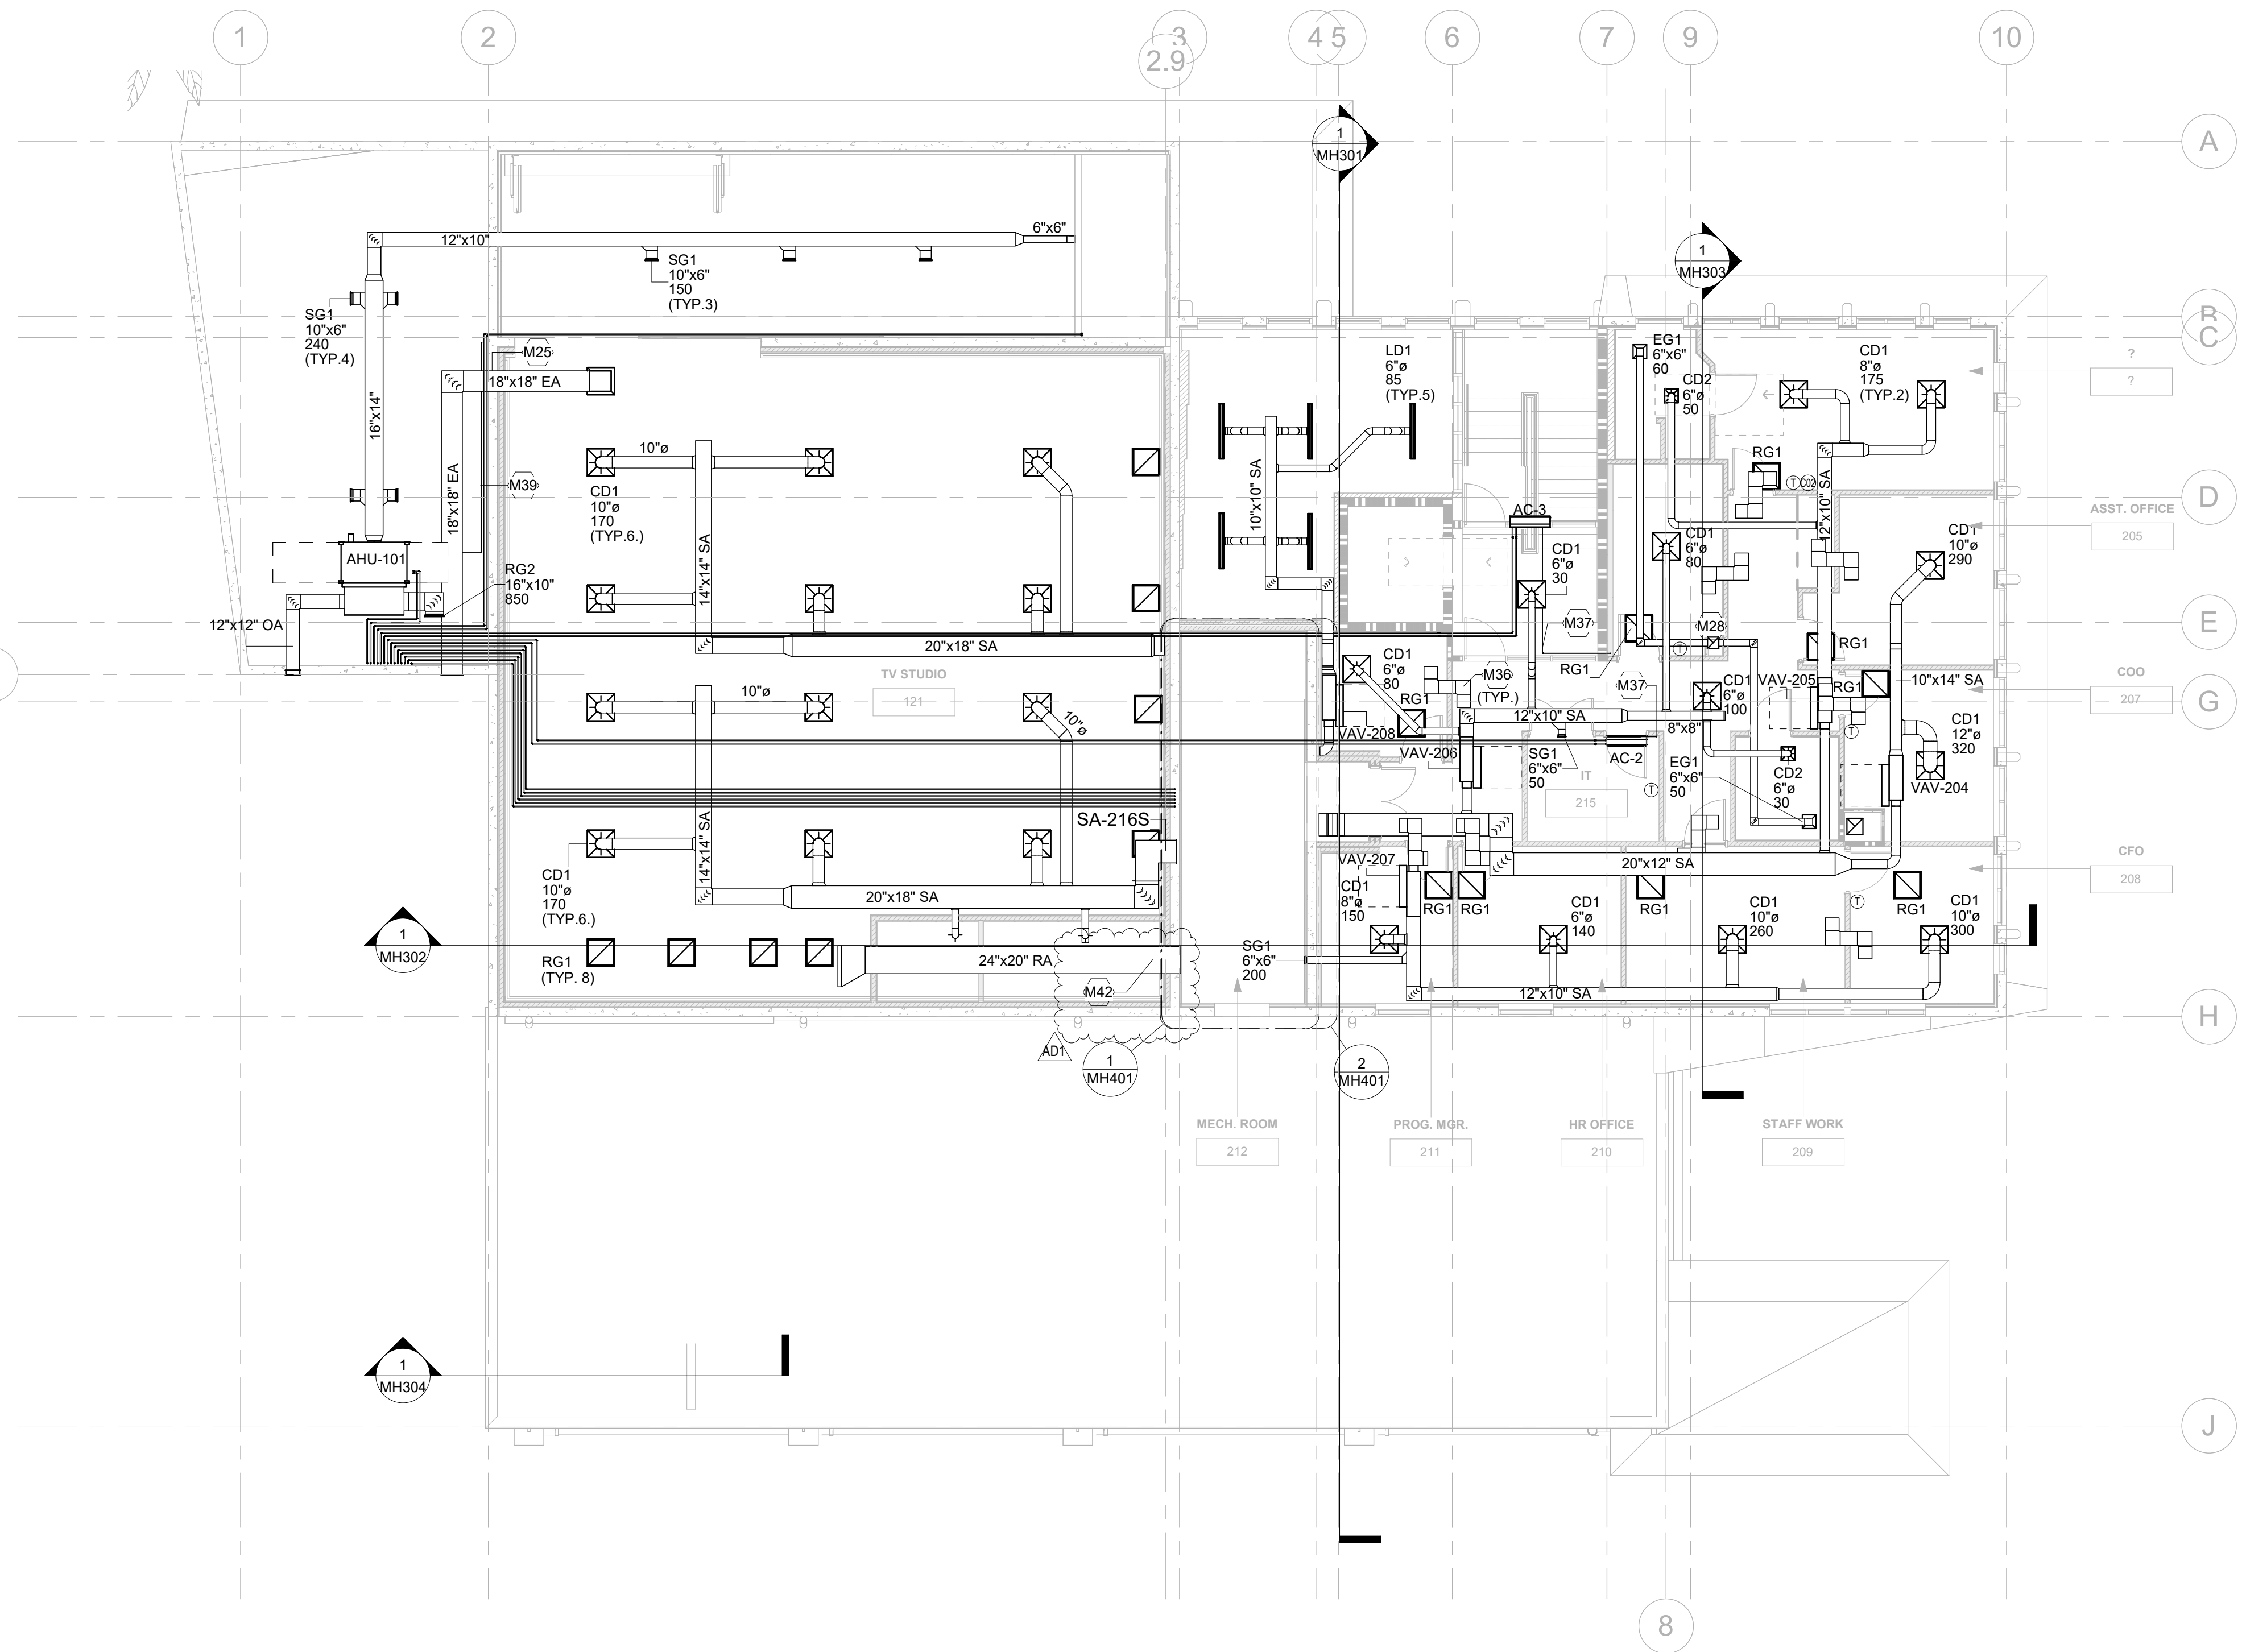 1
2
3
2.9
4
5
6
7
9
10
A
B
C
D
E
G
H
J
8
1
MH301
1
MH303
1
MH302
1
MH304
1
MH401
2
MH401
12"x10"
6"x6"
SG1
10"x6"
150
(TYP.3)
SG1
10"x6"
240
(TYP.4)
16"x14"
M25
18"x18" EA
18"x18" EA
M39
AHU-101
RG2
16"x10"
850
12"x12" OA
10"ø
CD1
10"ø
170
(TYP.6.)
14"x14" SA
20"x18" SA
TV STUDIO
121
10"ø
10"ø
14"x14" SA
CD1
10"ø
170
(TYP.6.)
20"x18" SA
SA-216S
RG1
(TYP. 8)
24"x20" RA
M42
AD1
LD1
6"ø
85
(TYP.5)
10"x10" SA
AC-3
CD1
6"ø
30
M37
EG1
6"x6"
60
CD2
6"ø
50
CD1
8"ø
175
(TYP.2)
RG1
T
CO2
12"x10" SA
CD1
6"ø
80
M28
T
RG1
RG1
CD1
10"ø
290
10"x14" SA
CD1
6"ø
80
RG1
M36
(TYP.)
M37
CD1
6"ø
100
VAV-205
RG1
T
CD1
12"ø
320
VAV-204
VAV-208
VAV-206
12"x10" SA
8"x8"
SG1
6"x6"
50
IT
215
AC-2
T
EG1
6"x6"
50
CD2
6"ø
30
VAV-207
CD1
8"ø
150
RG1
RG1
20"x12" SA
RG1
T
RG1
SG1
6"x6"
200
CD1
6"ø
140
CD1
10"ø
260
CD1
10"ø
300
12"x10" SA
?
?
ASST. OFFICE
205
COO
207
CFO
208
MECH. ROOM
212
PROG. MGR.
211
HR OFFICE
210
STAFF WORK
209